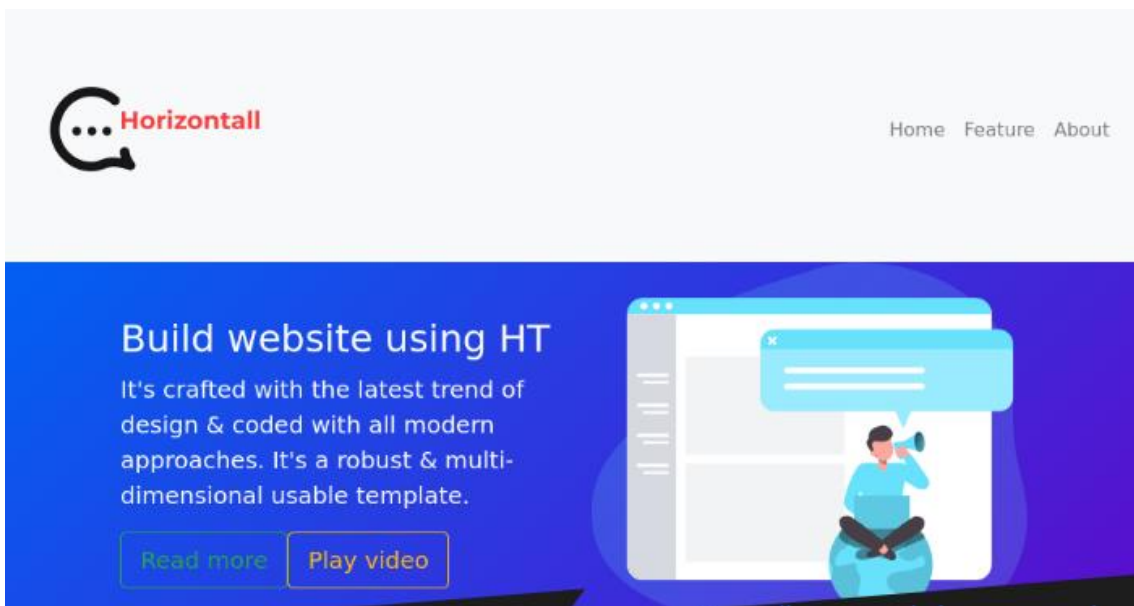 Horizontall
Home Feature About
Build website using HT
It's crafted with the latest trend of
design & coded with all modern
approaches. It's a robust & multi-
dimensional usable template.
Read more Play video